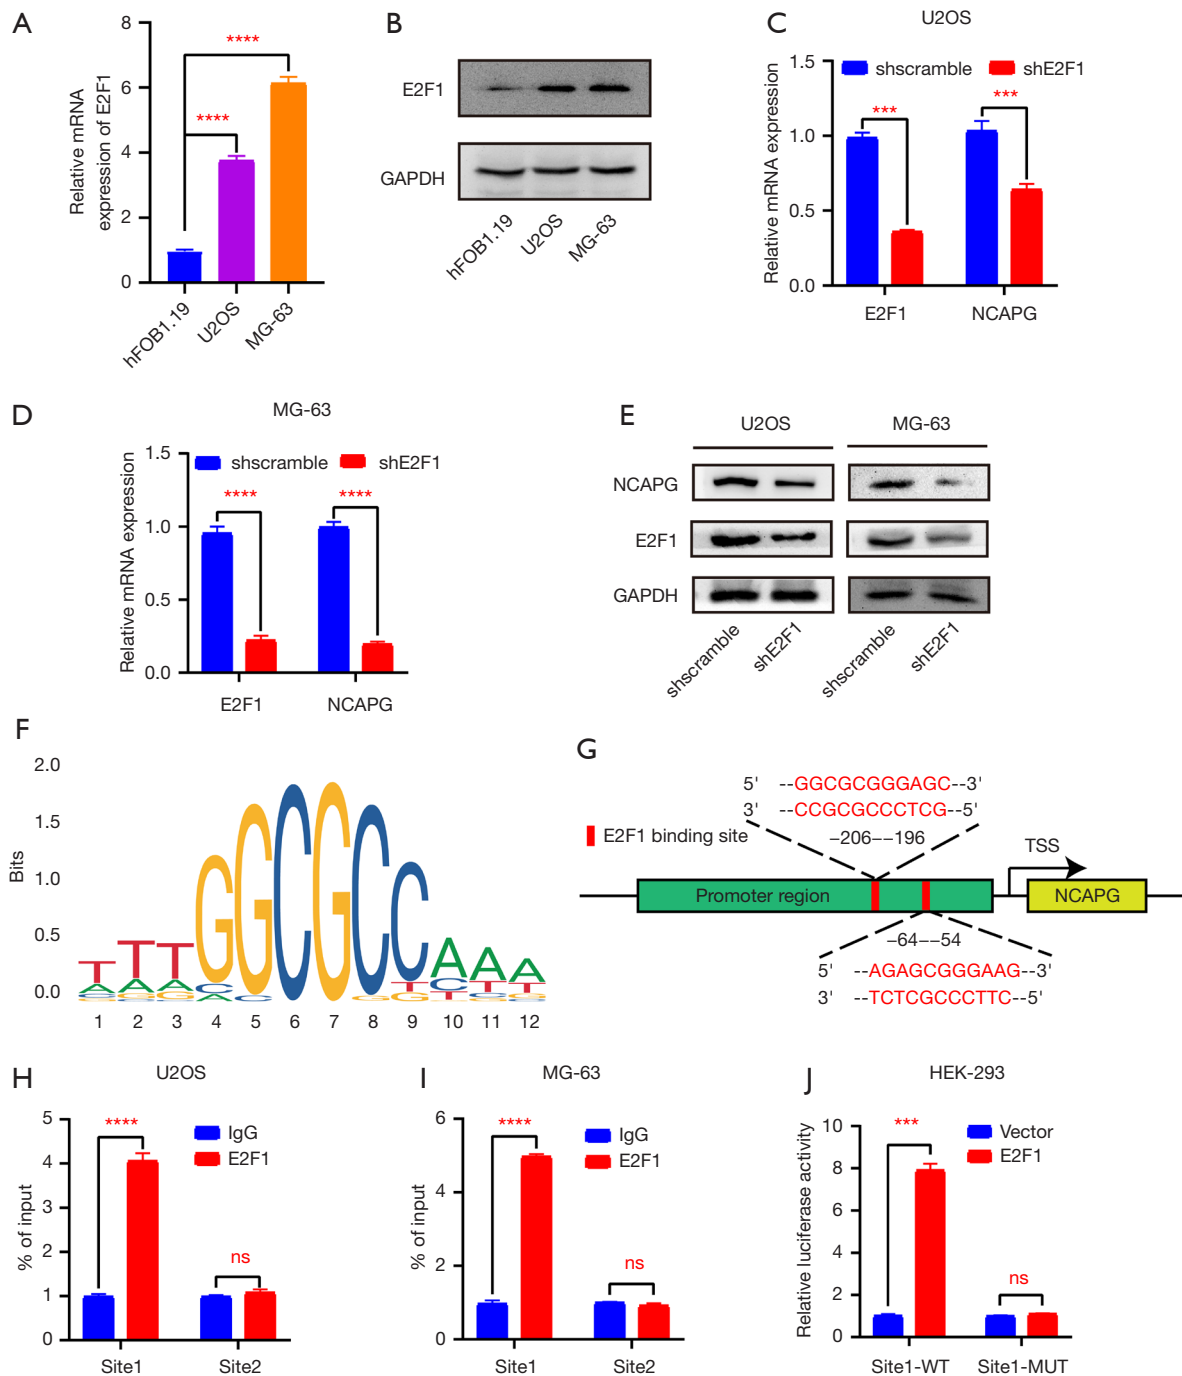 A
Relative mRNA
expression of E2F1
8
6
4
2
0
****
****
hFOB1.19
U2OS
MG-63
B
E2F1
GAPDH
hFOB1.19
U2OS
MG-63
C
U2OS
Relative mRNA expression
1.5
1.0
0.5
0.0
shscramble
shE2F1
***
***
E2F1
NCAPG
D
MG-63
Relative mRNA expression
1.5
1.0
0.5
0.0
shscramble
shE2F1
****
****
E2F1
NCAPG
E
U2OS
MG-63
NCAPG
E2F1
GAPDH
shscramble
shE2F1
shscramble
shE2F1
F
Bits
2.0
1.5
1.0
0.5
0.0
TTTGGCGCCAAA
1 2 3 4 5 6 7 8 9 10 11 12
G
5' --GGCGCGGGAGC--3'
3' --CCGCGCCCTCG--5'
E2F1 binding site
–206––196
TSS
Promoter region
NCAPG
–64––54
5' --AGAGCGGGAAG--3'
3' --TCTCGCCCTTC--5'
H
U2OS
% of input
5
4
3
2
1
0
IgG
E2F1
****
ns
Site1
Site2
I
MG-63
% of input
6
4
2
0
IgG
E2F1
****
ns
Site1
Site2
J
HEK-293
Relative luciferase activity
10
8
6
4
2
0
Vector
E2F1
***
ns
Site1-WT
Site1-MUT